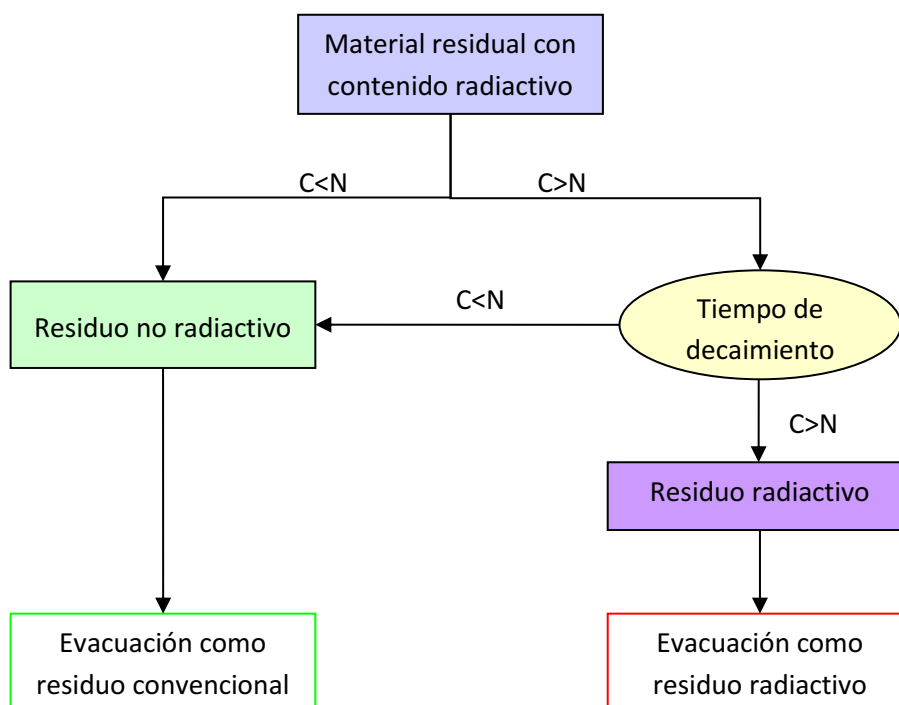 Material residual con
contenido radiactivo
C<N
C>N
Residuo no radiactivo
C<N
Tiempo de
decaimiento
C>N
Residuo radiactivo
Evacuación como
residuo convencional
Evacuación como
residuo radiactivo